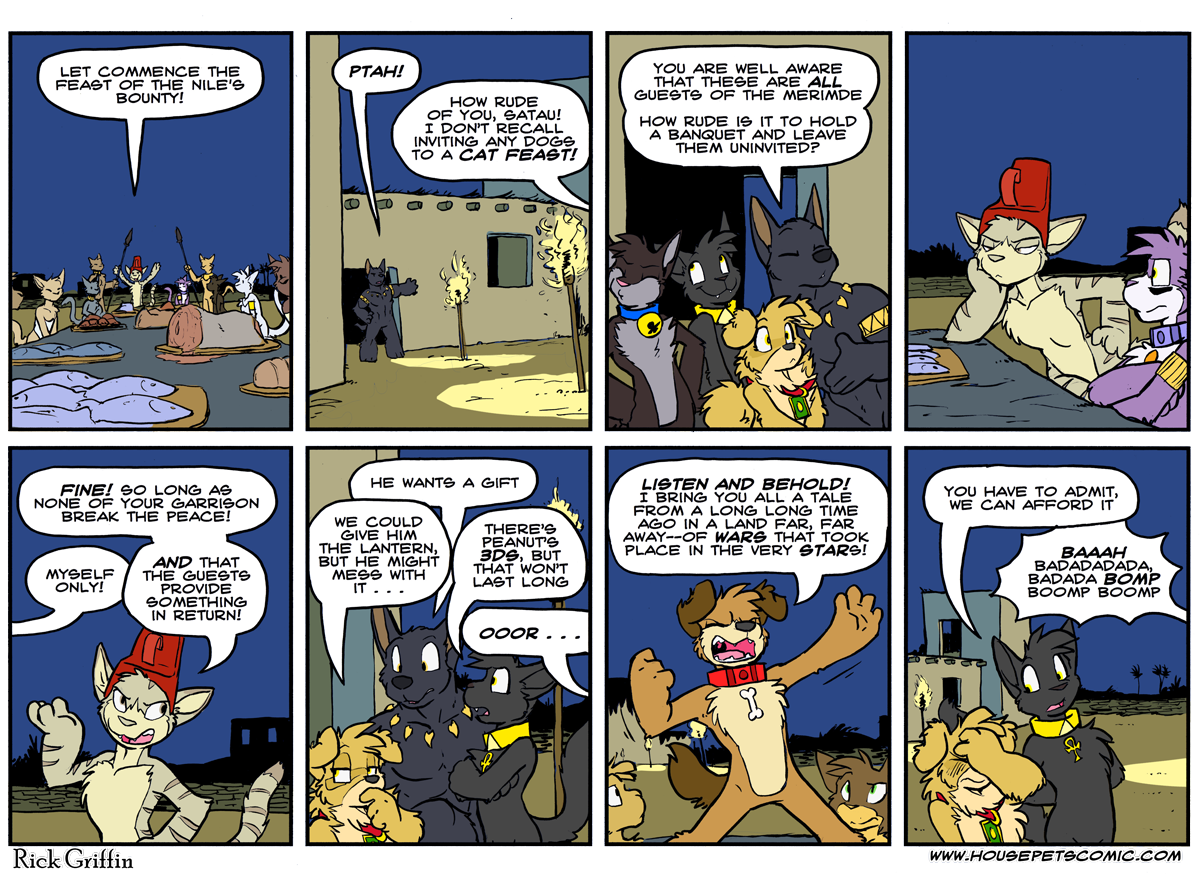 LET COMMENCE THE
FEAST OF THE NILE'S
BOUNTY!
PTAH!
HOW RUDE
OF YOU, SATAU!
I DON'T RECALL
INVITING ANY DOGS
TO A CAT FEAST!
YOU ARE WELL AWARE
THAT THESE ARE ALL
GUESTS OF THE MERIMDE
HOW RUDE IS IT TO HOLD
A BANQUET AND LEAVE
THEM UNINVITED?
FINE! SO LONG AS
NONE OF YOUR GARRISON
BREAK THE PEACE!
MYSELF
ONLY!
AND THAT
THE GUESTS
PROVIDE
SOMETHING
IN RETURN!
HE WANTS A GIFT
WE COULD
GIVE HIM
THE LANTERN,
BUT HE MIGHT
MESS WITH
IT . . .
THERE'S
PEANUT'S
3DS, BUT
THAT WON'T
LAST LONG
OOOR . . .
LISTEN AND BEHOLD!
I BRING YOU ALL A TALE
FROM A LONG LONG TIME
AGO IN A LAND FAR, FAR
AWAY--OF WARS THAT TOOK
PLACE IN THE VERY STARS!
YOU HAVE TO ADMIT,
WE CAN AFFORD IT
BAAAH
BADADADADA,
BADADA BOMP
BOOMP BOOMP
Rick Griffin
WWW.HOUSEPETSCOMIC.COM